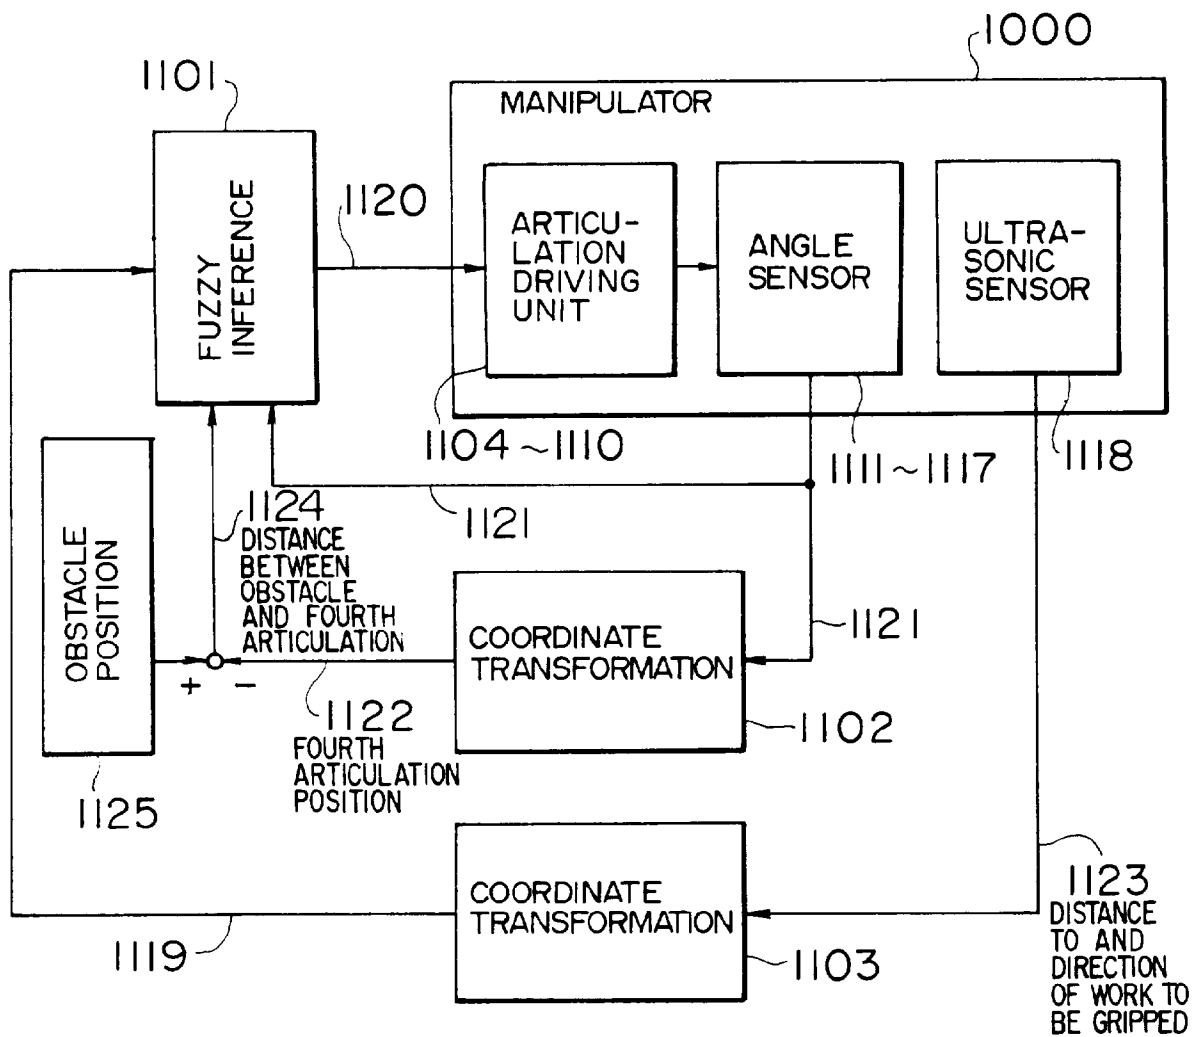 1000
1101
MANIPULATOR
1120
FUZZY
INFERENCE
ARTICU-
LATION
DRIVING
UNIT
ANGLE
SENSOR
ULTRA-
SONIC
SENSOR
1104~1110
1111~1117
1118
1121
1124
DISTANCE
BETWEEN
OBSTACLE
AND FOURTH
ARTICULATION
OBSTACLE
POSITION
+ -
COORDINATE
TRANSFORMATION
1121
1122
FOURTH
ARTICULATION
POSITION
1102
1125
COORDINATE
TRANSFORMATION
1123
DISTANCE
TO AND
DIRECTION
OF WORK TO
BE GRIPPED
1119
1103